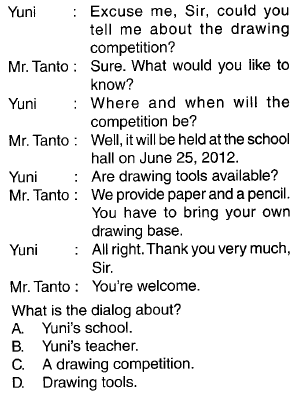 Yuni : Excuse me, Sir, could you
tell me about the drawing
competition?
Mr. Tanto : Sure. What would you like to
know?
Yuni : Where and when will the
competition be?
Mr. Tanto : Well, it will be held at the school
hall on June 25, 2012.
Yuni : Are drawing tools available?
Mr. Tanto : We provide paper and a pencil.
You have to bring your own
drawing base.
Yuni : All right. Thank you very much,
Sir.
Mr. Tanto : You're welcome.
What is the dialog about?
A. Yuni's school.
B. Yuni's teacher.
C. A drawing competition.
D. Drawing tools.